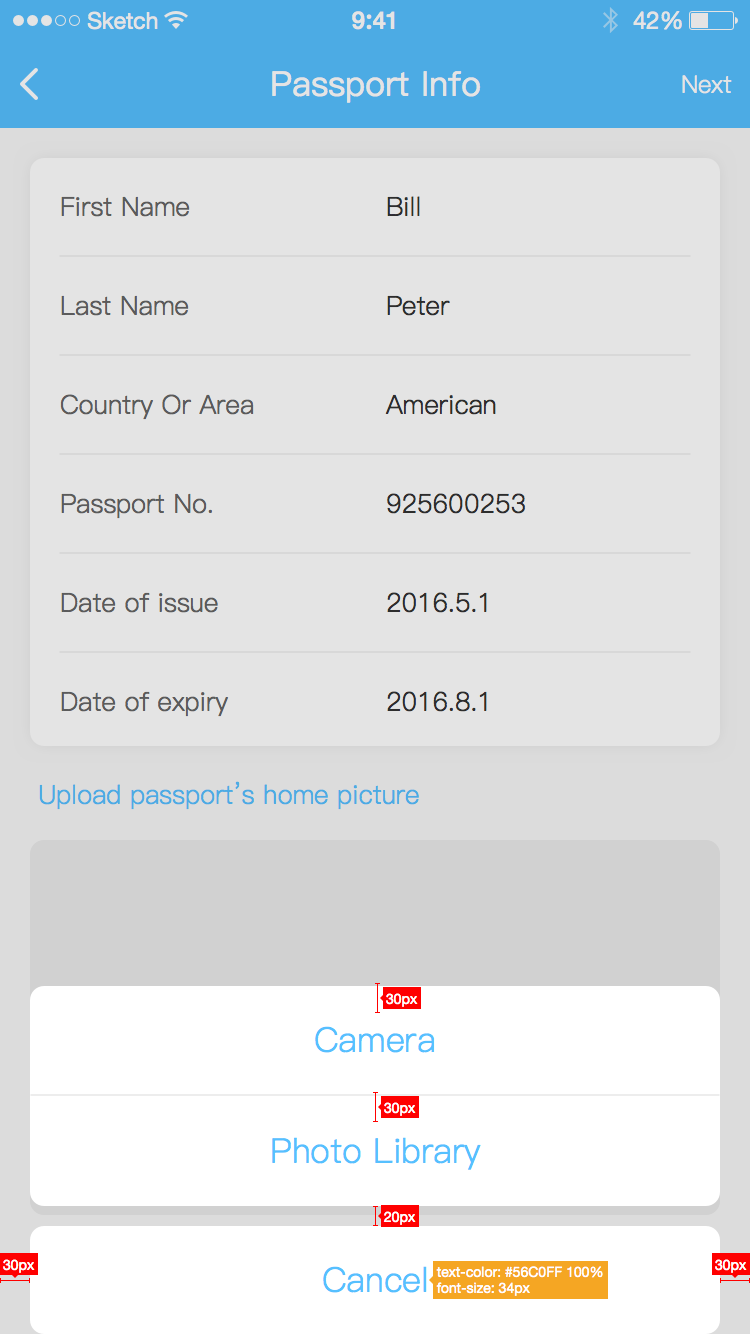 Sketch 9:41 42%
Passport Info Next
First Name Bill
Last Name Peter
Country Or Area American
Passport No. 925600253
Date of issue 2016.5.1
Date of expiry 2016.8.1
Upload passport's home picture
30px
Camera
30px
Photo Library
20px
30px 30px
Cancel
text-color: #56C0FF 100%
font-size: 34px